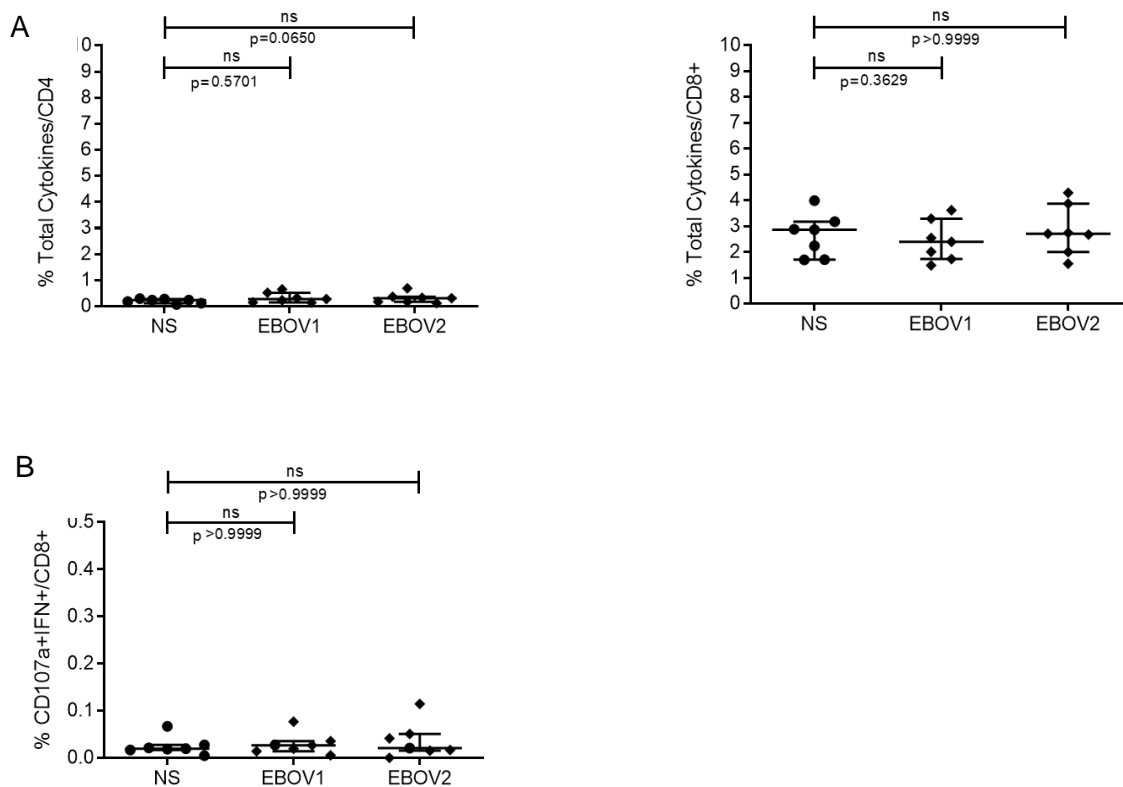 A
ns
p=0.0650
ns
p=0.5701
% Total Cytokines/CD4
10
9
8
7
6
5
4
3
2
1
0
NS EBOV1 EBOV2
ns
p>0.9999
ns
p=0.3629
% Total Cytokines/CD8+
10
9
8
7
6
5
4
3
2
1
0
NS EBOV1 EBOV2
B
ns
p>0.9999
ns
p >0.9999
% CD107a+IFN+/CD8+
0.5
0.4
0.3
0.2
0.1
0.0
NS EBOV1 EBOV2